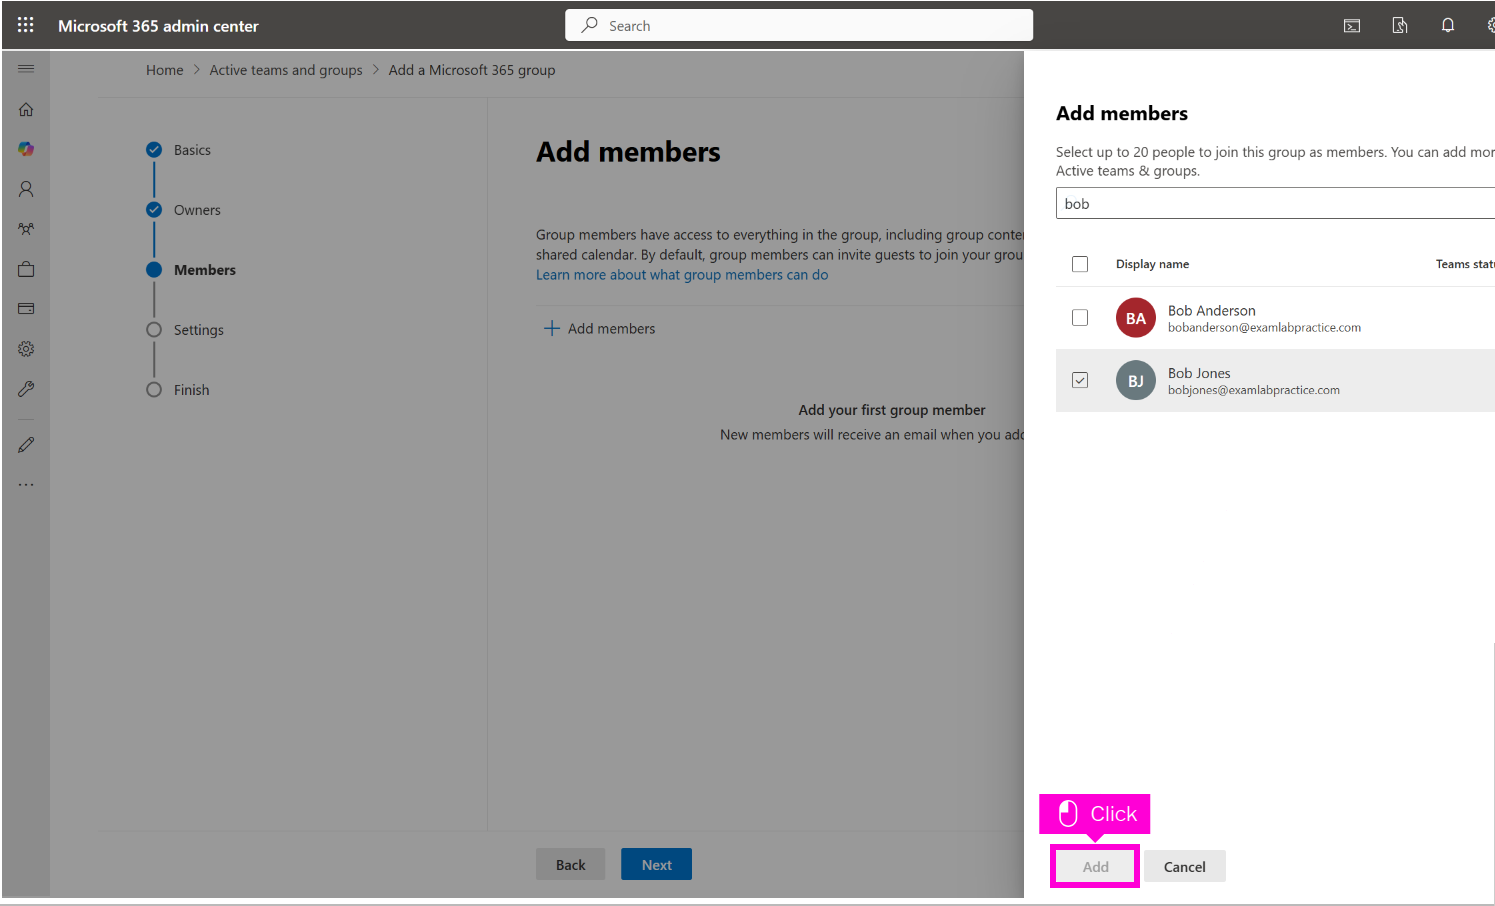 Microsoft 365 admin center
Search
Home > Active teams and groups > Add a Microsoft 365 group
Basics
Owners
Members
Settings
Finish
Add members
Group members have access to everything in the group, including group conte
shared calendar. By default, group members can invite guests to join your grou
Learn more about what group members can do
Add members
Add your first group member
New members will receive an email when you add
Back
Next
Add members
Select up to 20 people to join this group as members. You can add mor
Active teams & groups.
bob
Display name
Teams stat
BA
Bob Anderson
bobanderson@examlabpractice.com
BJ
Bob Jones
bobjones@examlabpractice.com
Click
Add
Cancel